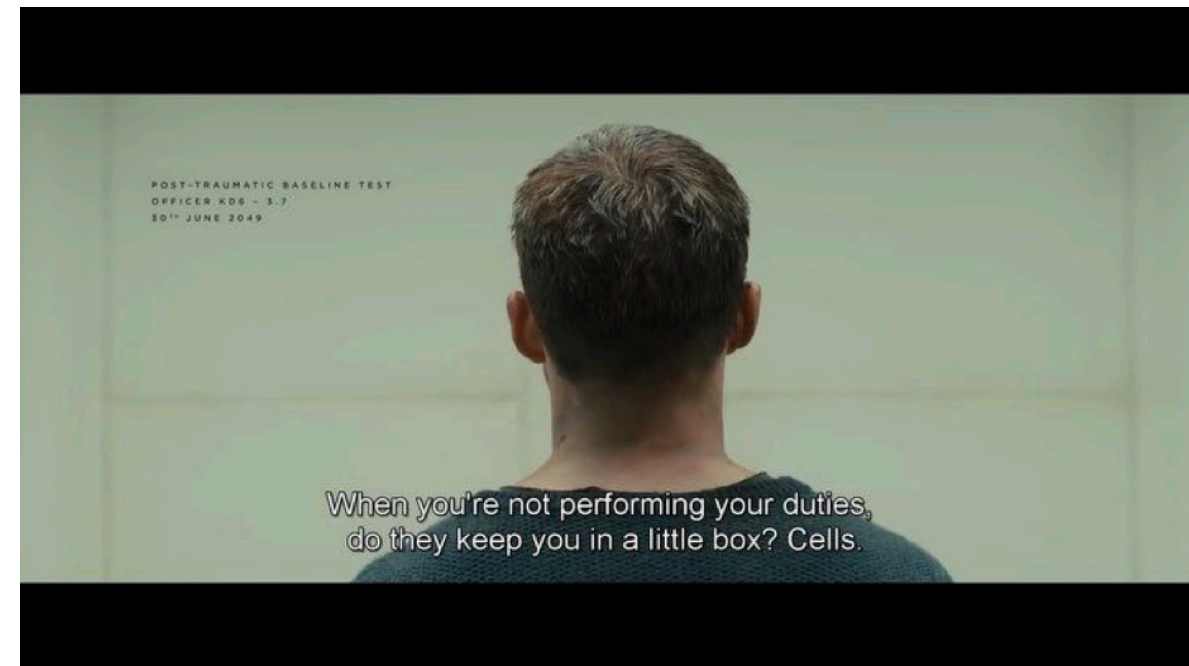 POST-TRAUMATIC BASELINE TEST
OFFICER KD6 - 3.7
30TH JUNE 2049
When you're not performing your duties,
do they keep you in a little box? Cells.